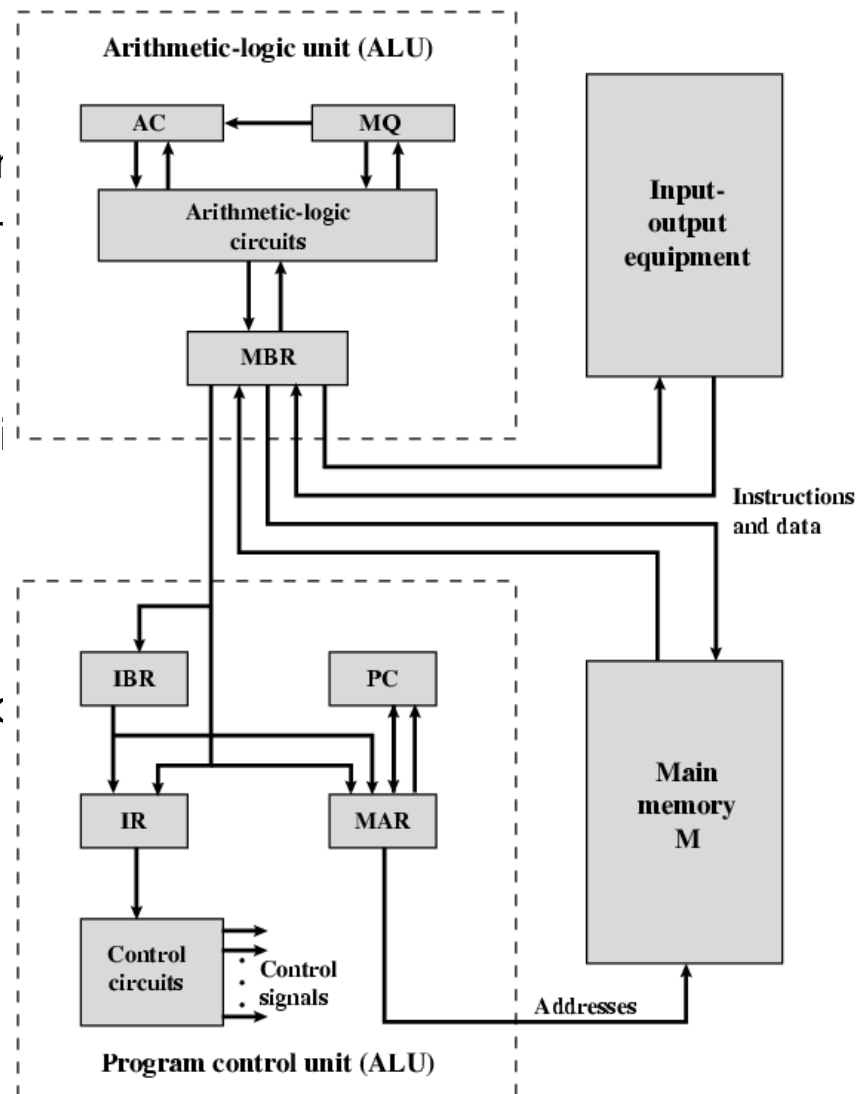 Arithmetic-logic unit (ALU)
AC
MQ
Arithmetic-logic
circuits
MBR
Input-
output
equipment
Instructions
and data
IBR
PC
IR
MAR
Main
memory
M
Control
circuits
Control
signals
Addresses
Program control unit (ALU)